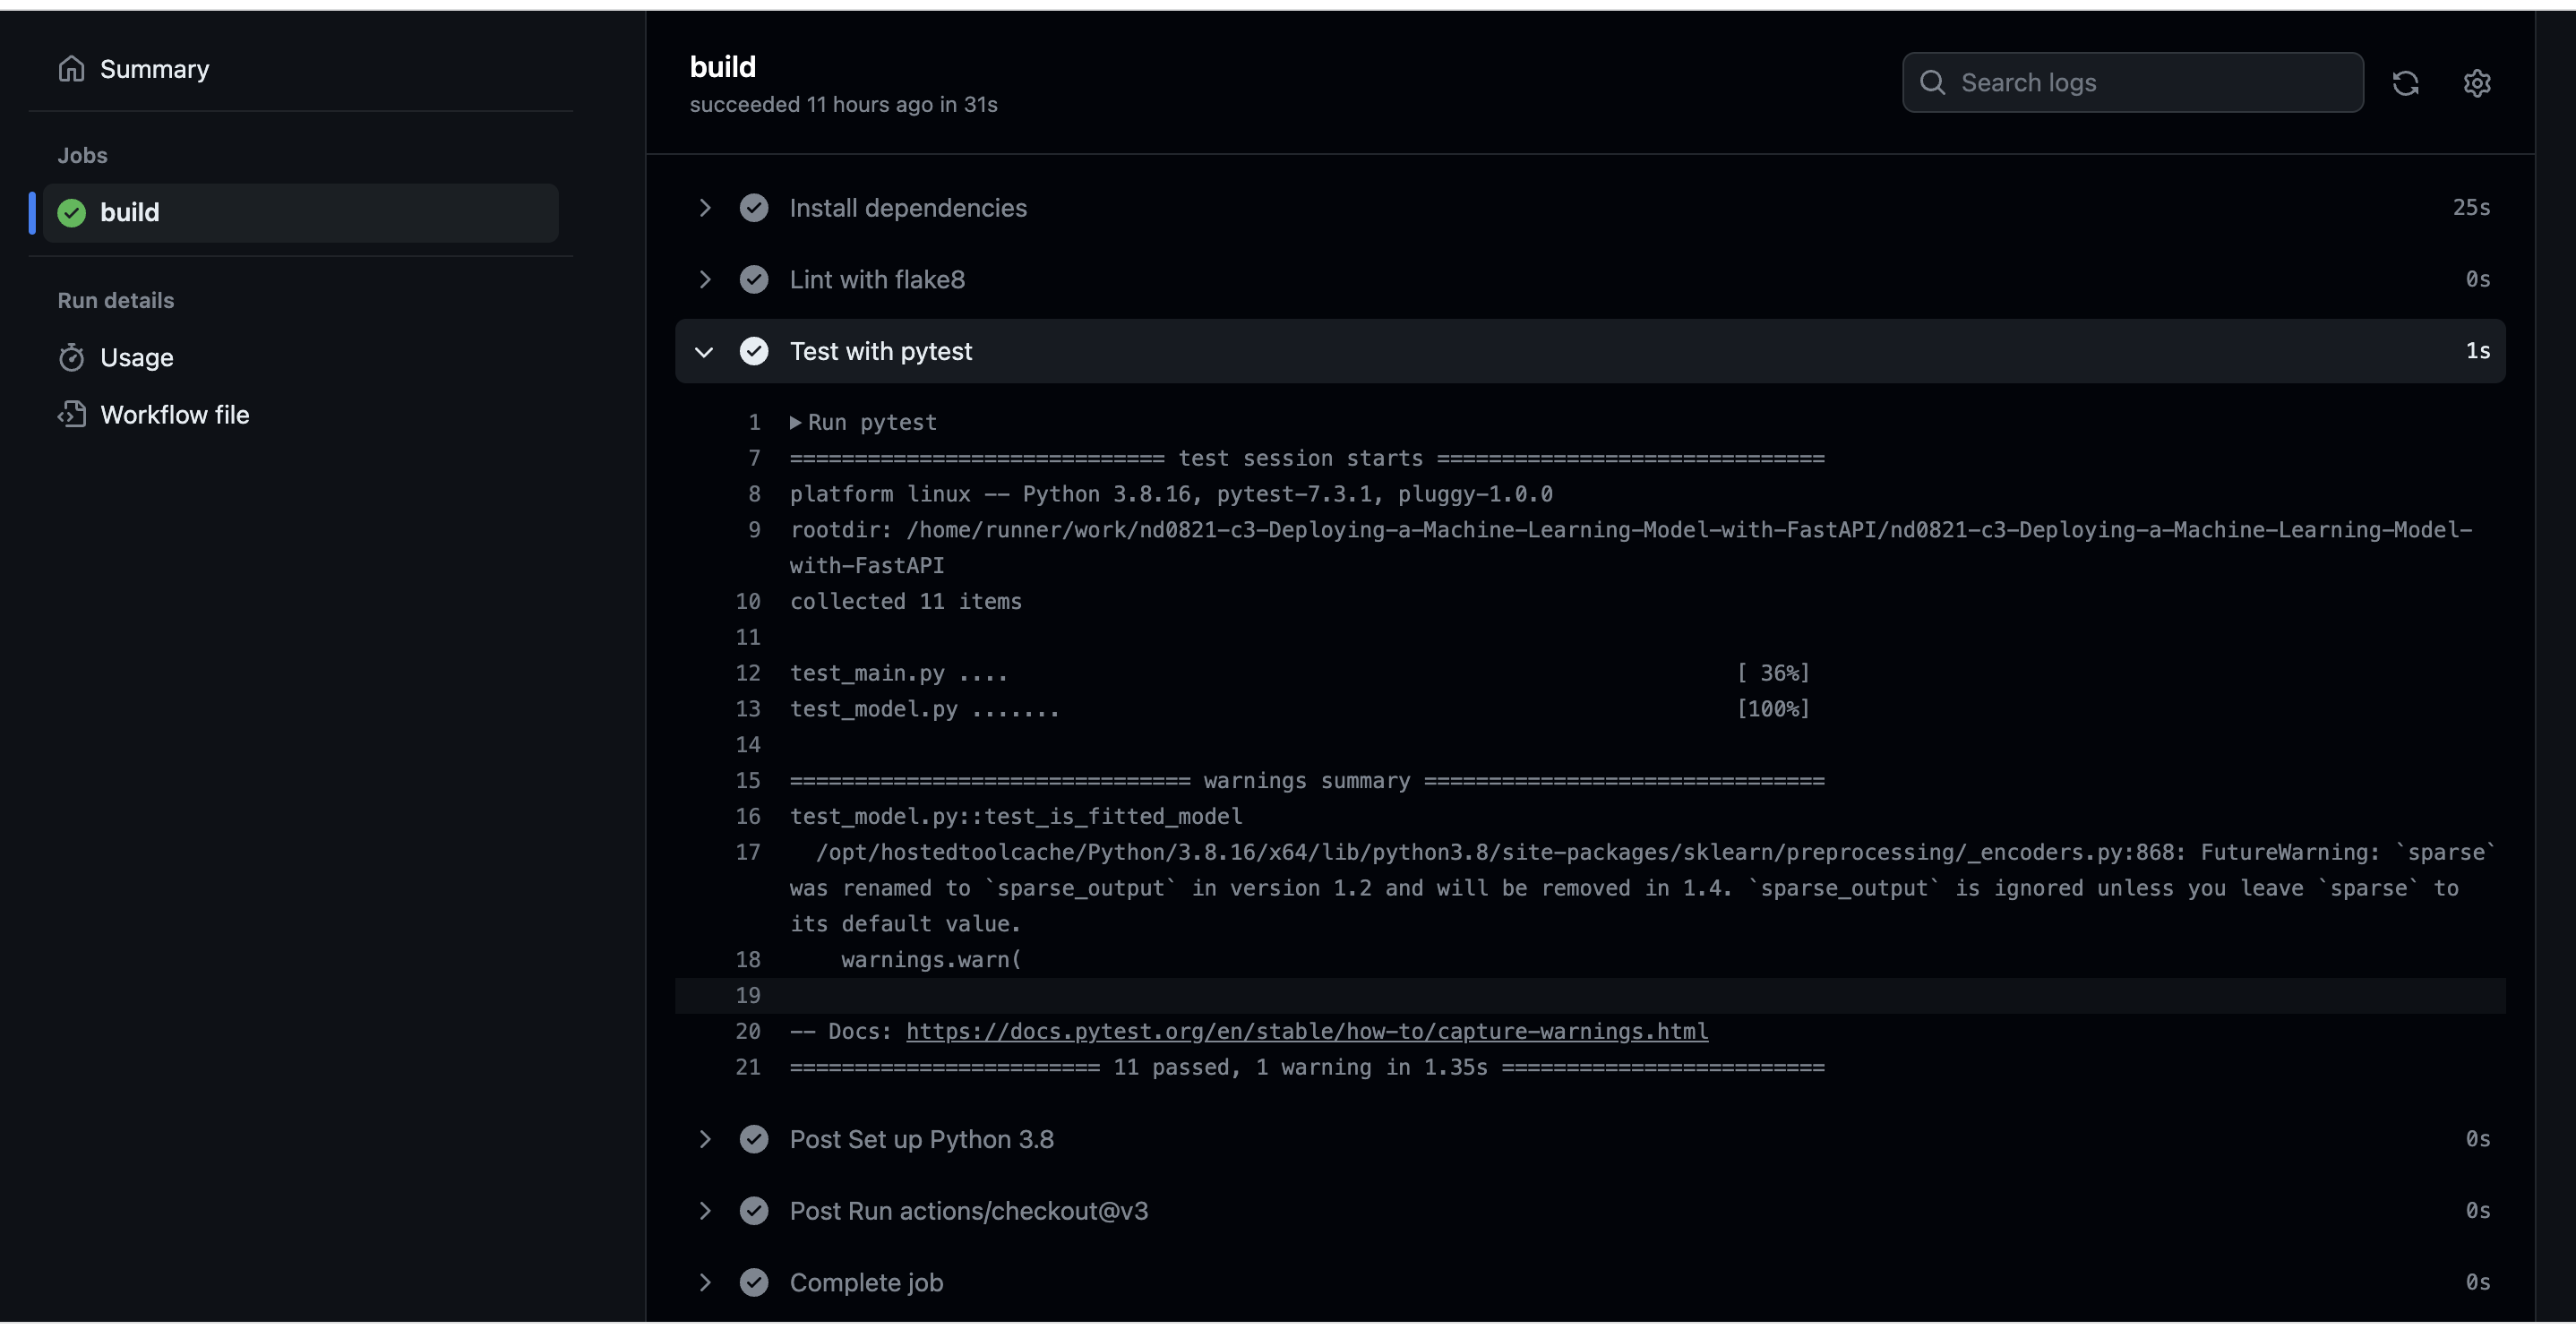 Summary
Jobs
build
Run details
Usage
Workflow file
build
succeeded 11 hours ago in 31s
Search logs
Install dependencies 25s
Lint with flake8 0s
Test with pytest 1s
1 Run pytest
7 ============================= test session starts ==============================
8 platform linux -- Python 3.8.16, pytest-7.3.1, pluggy-1.0.0
9 rootdir: /home/runner/work/nd0821-c3-Deploying-a-Machine-Learning-Model-with-FastAPI/nd0821-c3-Deploying-a-Machine-Learning-Model-
with-FastAPI
10 collected 11 items
11
12 test_main.py .... [ 36%]
13 test_model.py ....... [100%]
14
15 =============================== warnings summary ===============================
16 test_model.py::test_is_fitted_model
17 /opt/hostedtoolcache/Python/3.8.16/x64/lib/python3.8/site-packages/sklearn/preprocessing/_encoders.py:868: FutureWarning: `sparse`
was renamed to `sparse_output` in version 1.2 and will be removed in 1.4. `sparse_output` is ignored unless you leave `sparse` to
its default value.
18 warnings.warn(
19
20 -- Docs: https://docs.pytest.org/en/stable/how-to/capture-warnings.html
21 ======================== 11 passed, 1 warning in 1.35s =========================
Post Set up Python 3.8 0s
Post Run actions/checkout@v3 0s
Complete job 0s